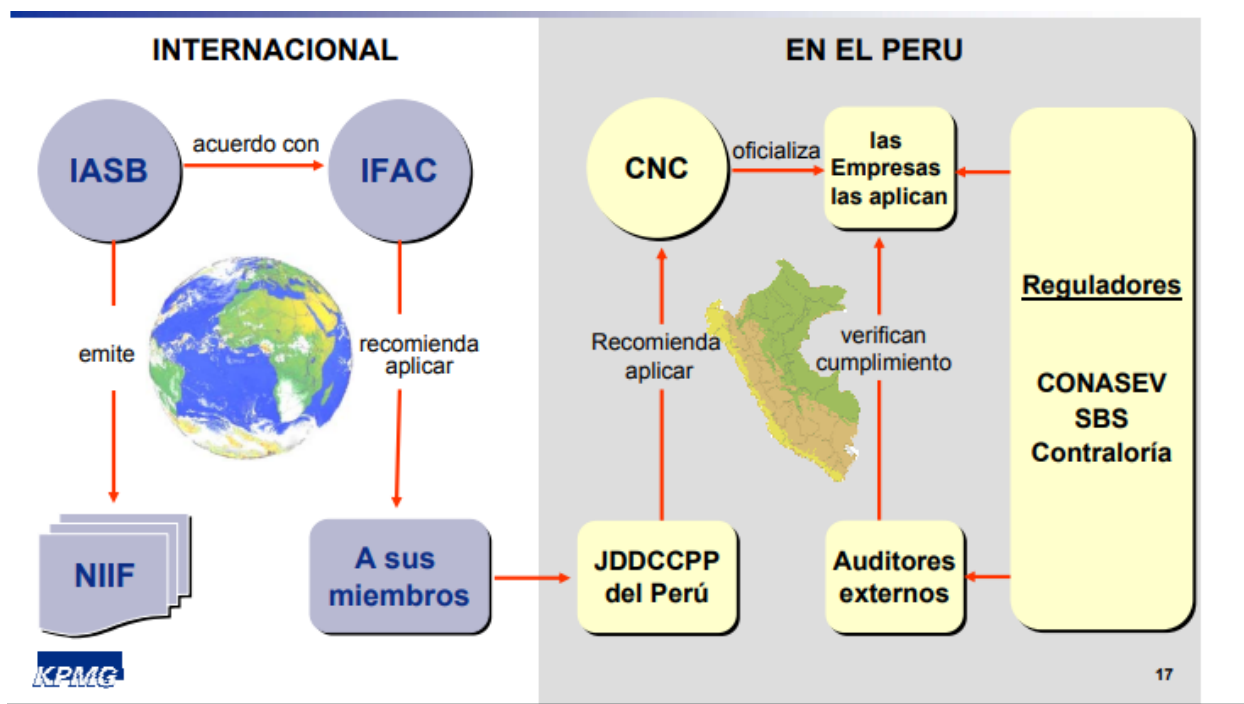 INTERNACIONAL
EN EL PERU
IASB
acuerdo con
IFAC
CNC
oficializa
las
Empresas
las aplican
emite
recomienda
aplicar
Recomienda
aplicar
verifican
cumplimiento
Reguladores
CONASEV
SBS
Contraloría
NIIF
A sus
miembros
JDDCCPP
del Perú
Auditores
externos
KPMG
17